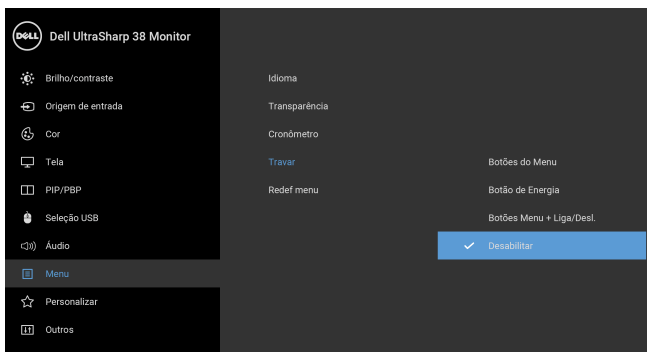 DELL Dell UltraSharp 38 Monitor
Brilho/contraste
Origem de entrada
Cor
Tela
PIP/PBP
Seleção USB
Áudio
Menu
Personalizar
Outros
Idioma
Transparência
Cronômetro
Travar
Redef menu
Botões do Menu
Botão de Energia
Botões Menu + Liga/Desl.
Desabilitar